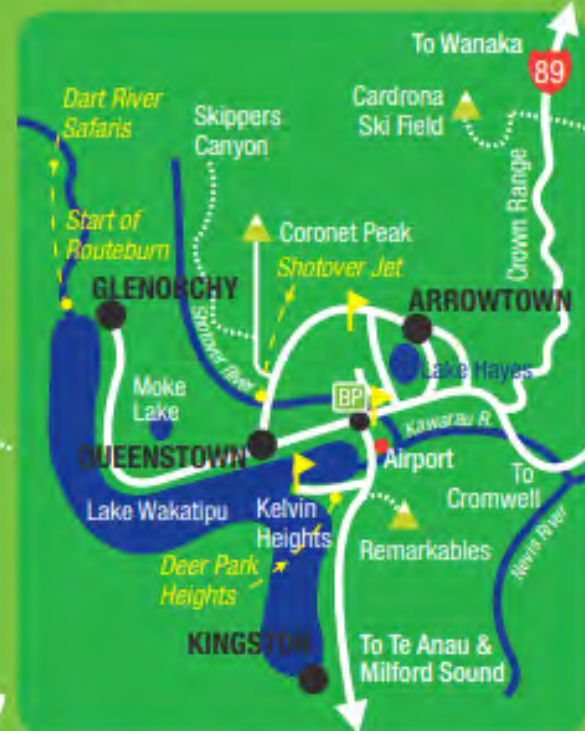 To Wanaka
89
Dart River
Safaris
Skippers
Canyon
Cardrona
Ski Field
Start of
Routeburn
Coronet Peak
Crown Range
Shotover Jet
GLENORCHY
ARROWTOWN
Shotover River
Lake Hayes
Moke
Lake
BP
Kawarau R.
QUEENSTOWN
Airport
To
Cromwell
Lake Wakatipu
Kelvin
Heights
Remarkables
Nevis River
Deer Park
Heights
KINGSTON
To Te Anau &
Milford Sound